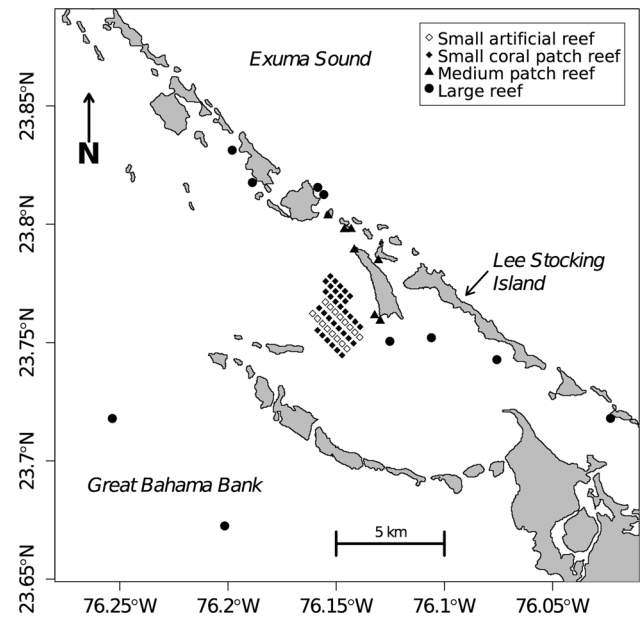 Exuma Sound
Small artificial reef
Small coral patch reef
Medium patch reef
Large reef
N
Lee Stocking
Island
Great Bahama Bank
5 km
23.85°N
23.8°N
23.75°N
23.7°N
23.65°N
76.25°W
76.2°W
76.15°W
76.1°W
76.05°W